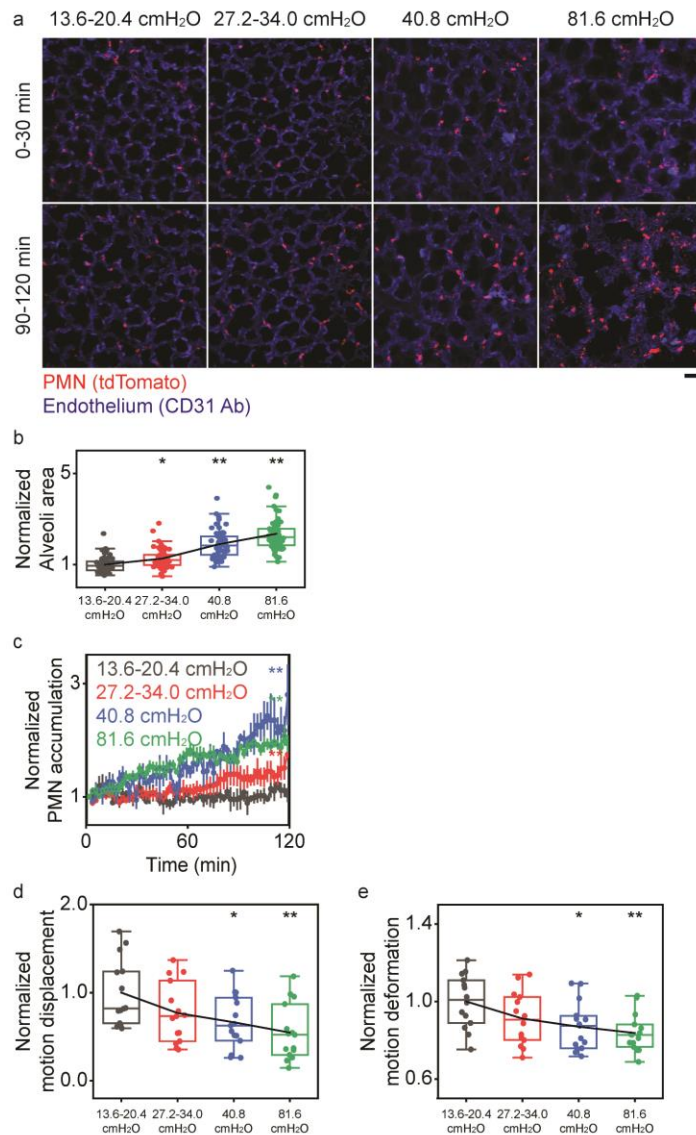 a
13.6-20.4 cmH₂O 27.2-34.0 cmH₂O 40.8 cmH₂O 81.6 cmH₂O
0-30 min
90-120 min
PMN (tdTomato)
Endothelium (CD31 Ab)
b
Normalized
Alveoli area
5
1
* ** **
13.6-20.4 27.2-34.0 40.8 81.6
cmH₂O cmH₂O cmH₂O cmH₂O
c
Normalized
PMN accumulation
3
1
13.6-20.4 cmH₂O
27.2-34.0 cmH₂O
40.8 cmH₂O
81.6 cmH₂O
**
**
**
0 60 120
Time (min)
d
Normalized
motion displacement
2.0
1.0
0.0
* **
13.6-20.4 27.2-34.0 40.8 81.6
cmH₂O cmH₂O cmH₂O cmH₂O
e
Normalized
motion deformation
1.4
1.0
0.6
* **
13.6-20.4 27.2-34.0 40.8 81.6
cmH₂O cmH₂O cmH₂O cmH₂O